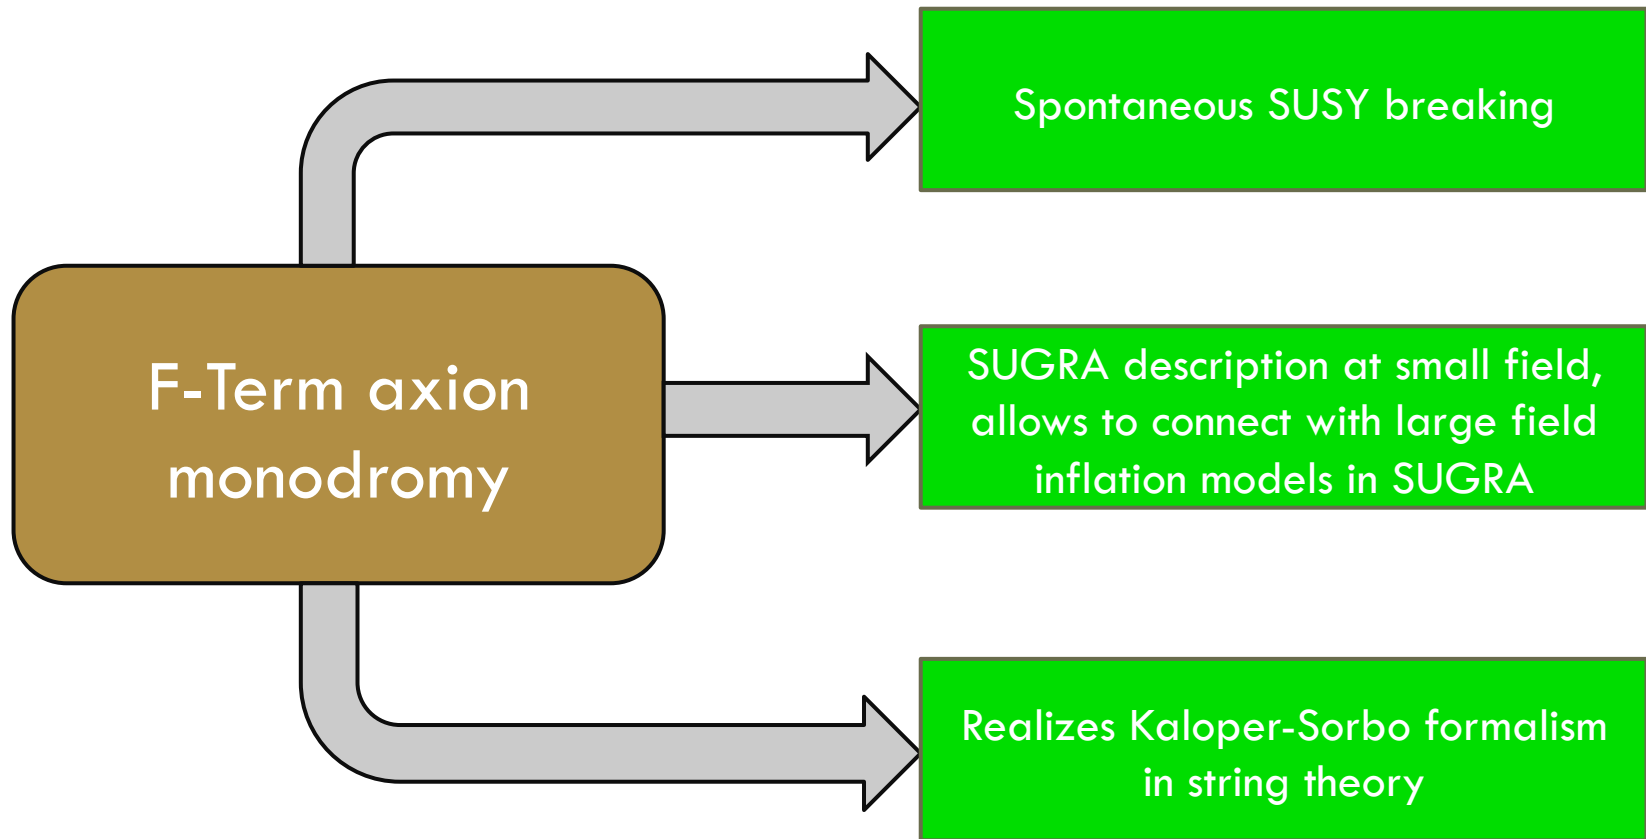 Spontaneous SUSY breaking
F-Term axion
monodromy
SUGRA description at small field,
allows to connect with large field
inflation models in SUGRA
Realizes Kaloper-Sorbo formalism
in string theory